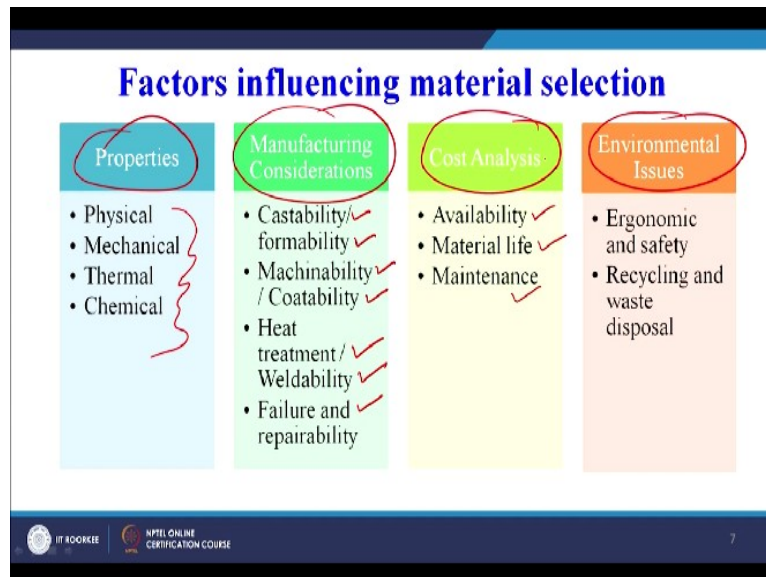 Factors influencing material selection
Properties
• Physical
• Mechanical
• Thermal
• Chemical
Manufacturing
Considerations
• Castability/
formability
• Machinability
/ Coatability
• Heat
treatment /
Weldability
• Failure and
repairability
Cost Analysis
• Availability
• Material life
• Maintenance
Environmental
Issues
• Ergonomic
and safety
• Recycling and
waste
disposal
IIT ROORKEE
NPTEL ONLINE
CERTIFICATION COURSE
7